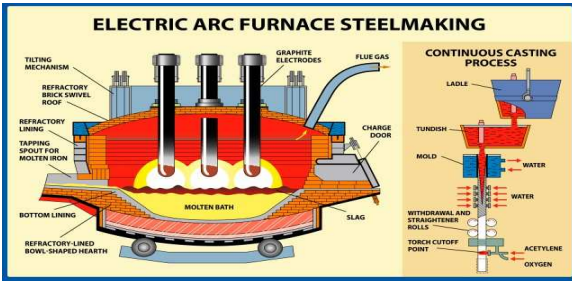 ELECTRIC ARC FURNACE STEELMAKING
TILTING
MECHANISM
REFRACTORY
BRICK SWIVEL
ROOF
REFRACTORY
LINING
TAPPING
SPOUT FOR
MOLTEN IRON
BOTTOM LINING
REFRACTORY-LINED
BOWL-SHAPED HEARTH
GRAPHITE
ELECTRODES
FLUE GAS
CHARGE
DOOR
MOLTEN BATH
SLAG
CONTINUOUS CASTING
PROCESS
LADLE
TUNDISH
MOLD
WATER
WATER
WITHDRAWAL AND
STRAIGHTENER
ROLLS
TORCH CUTOFF
POINT
ACETYLENE
OXYGEN